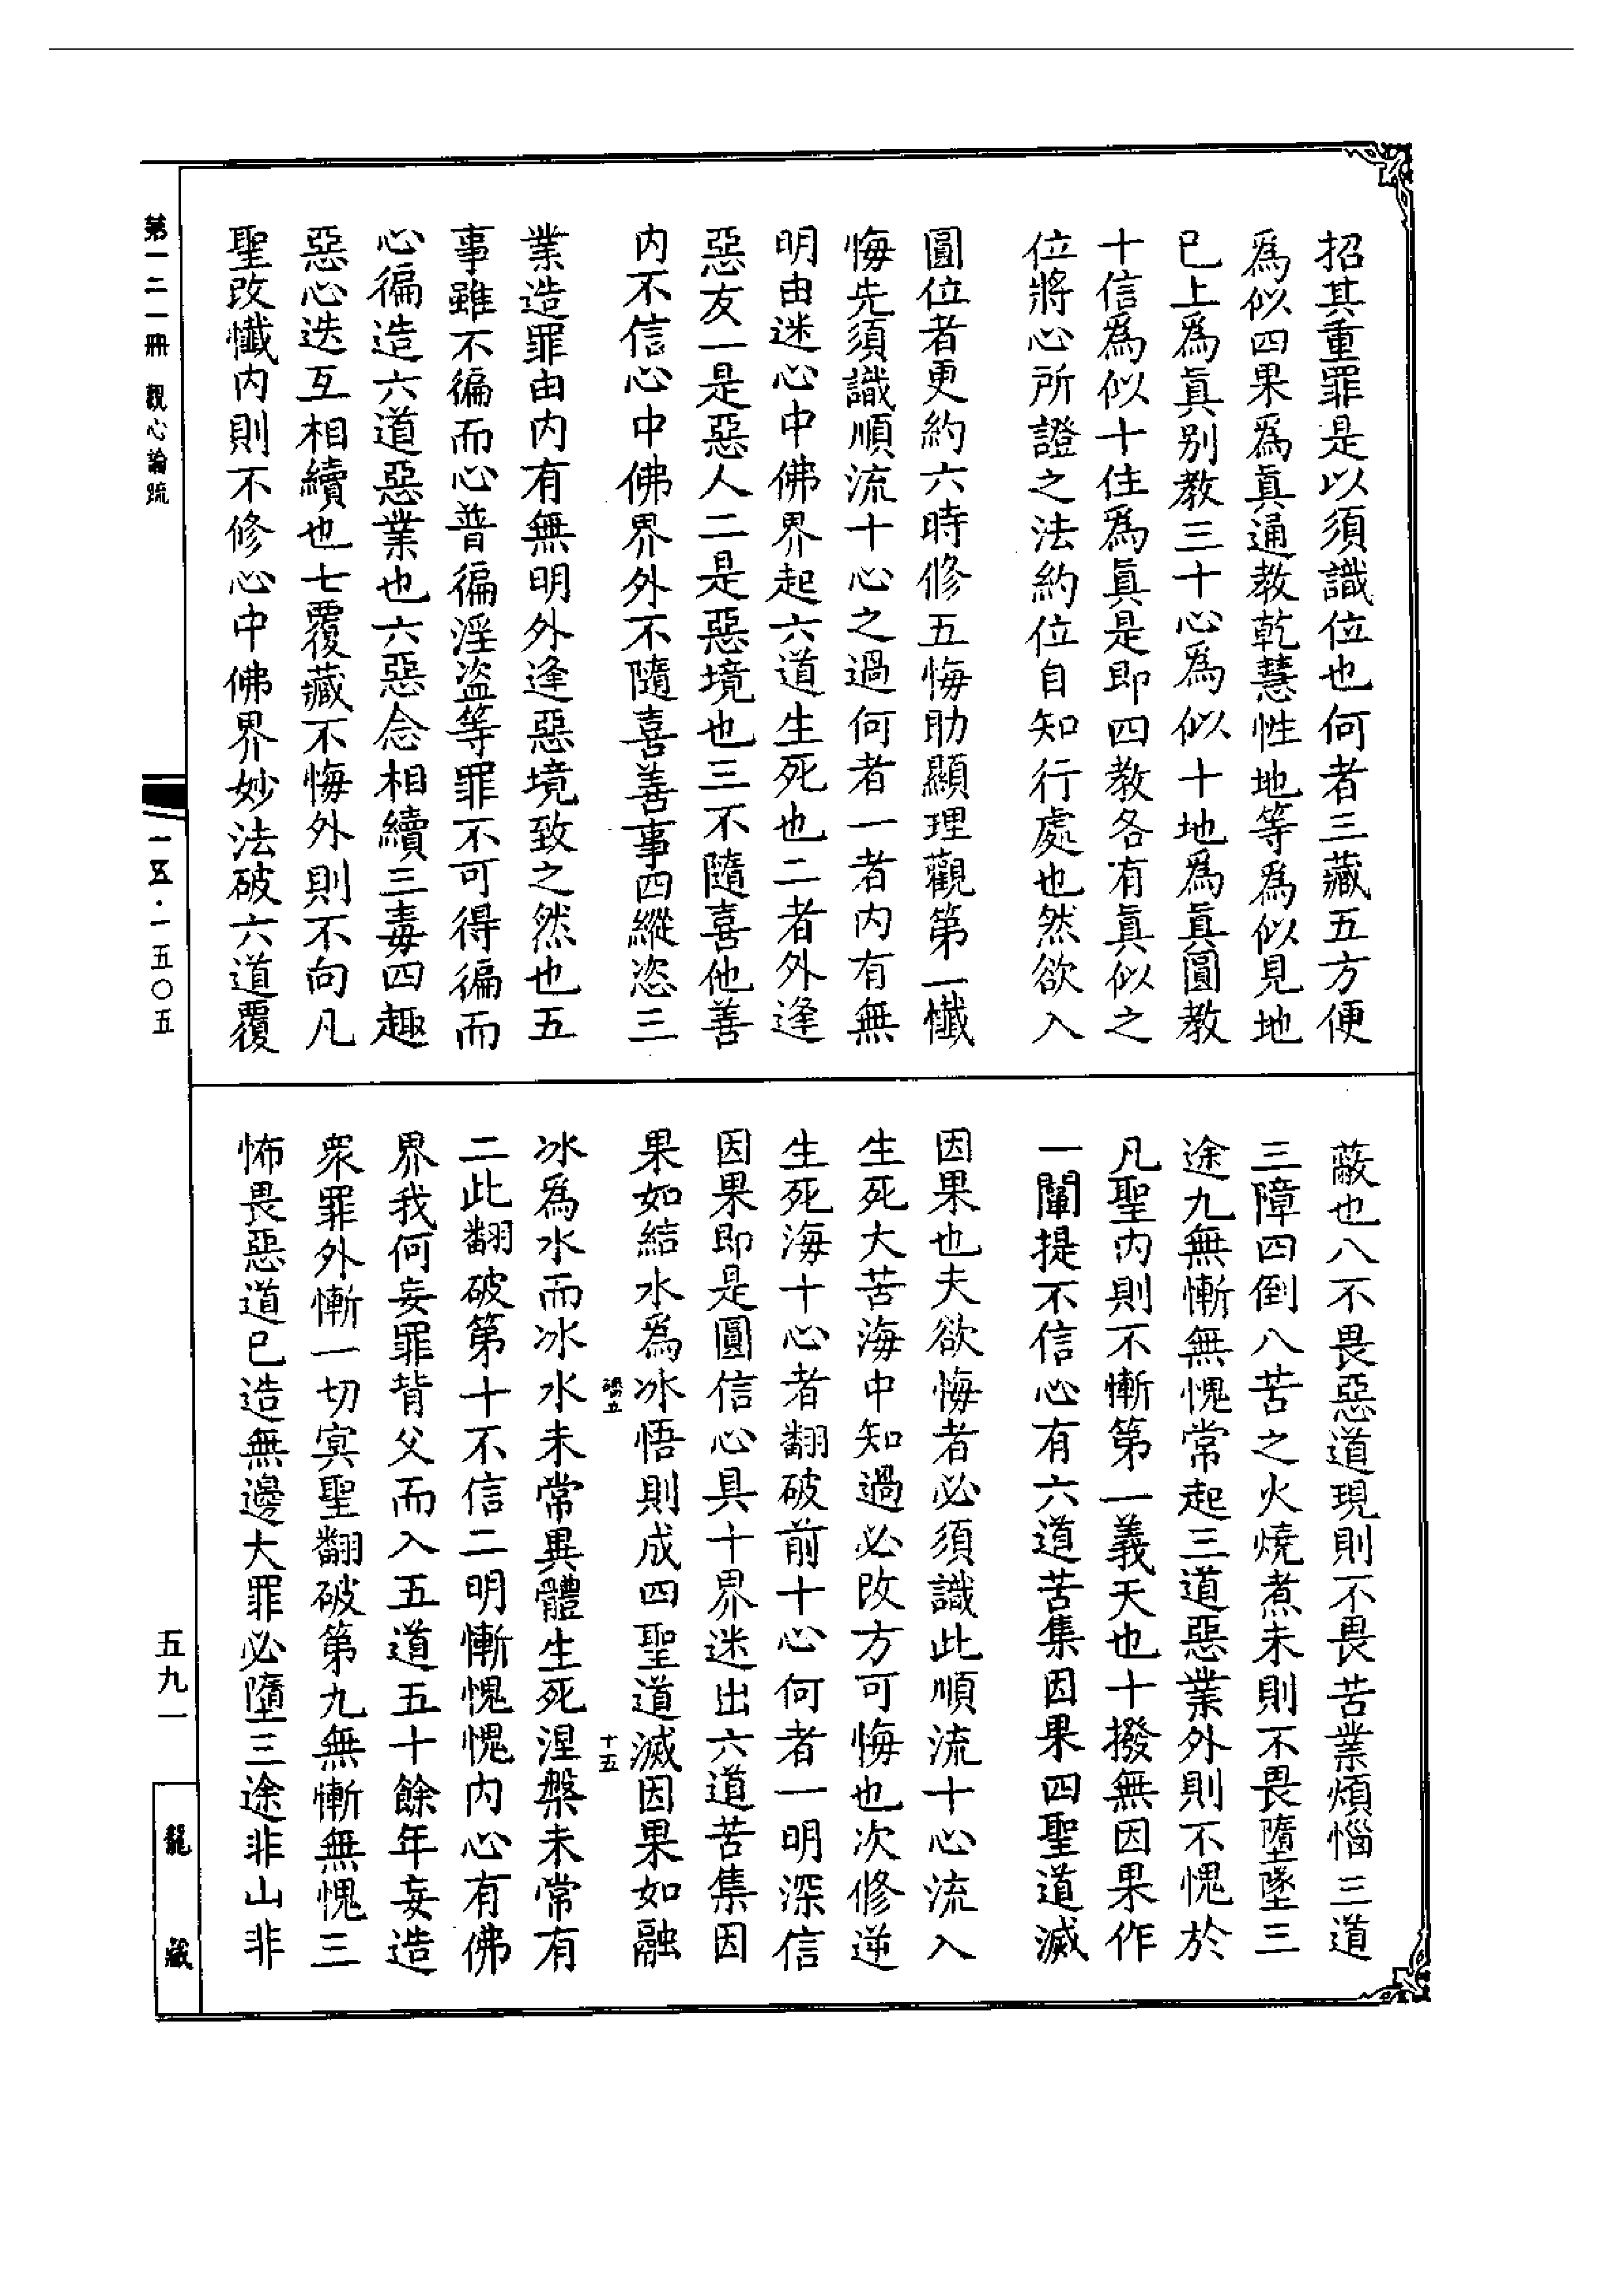 招其重罪是以須識位也何者三藏五方便
爲似四果爲眞通教乾慧性地等爲似見地
已上爲眞别教三十心爲似十地爲眞圓教
十信爲似十住爲眞是即四教各有眞似之
位將心所證之法約位自知行處也然欲入
圓位者更約六時修五悔助顯理觀第一懺
悔先須識順流十心之過何者一者内有無
明由迷心中佛界起六道生死也二者外逢
惡友一是惡人二是惡境也三不隨喜他善
内不信心中佛界外不隨喜善事四縱恣三
業造罪由内有無明外逢惡境致之然也五
事雖不徧而心普徧淫盗等罪不可得徧而
心徧造六道惡業也六惡念相續三毒四趣
惡心迭互相續也七覆藏不悔外則不向凡
聖改懺内則不修心中佛界妙法破六道覆
蔽也八不畏惡道現則不畏苦業煩惱三道
三障四倒八苦之火燒煮未則不畏墮墜三
途九無慚無愧常起三道惡業外則不愧於
凡聖内則不慚第一義天也十撥無因果作
一闡提不信心有六道苦集因果四聖道滅
因果也夫欲悔者必須識此順流十心流入
生死大苦海中知過必改方可悔也次修逆
生死海十心者翻破前十心何者一明深信
因果即是圓信心具十界迷出六道苦集因
果如結水爲冰悟則成四聖道滅因果如融
十五
冰爲水而冰水未常異體生死涅槃未常有
二此翻破第十不信二明慚愧愧内心有佛
界我何妄罪背父而入五道五十餘年妄造
衆罪外慚一切寞聖翻破第九無慚無愧三
怖畏惡道已造無邊大罪必墮三途非山非
第一二一冊 觀心論疏
一五·一五〇五
五九一
龍藏